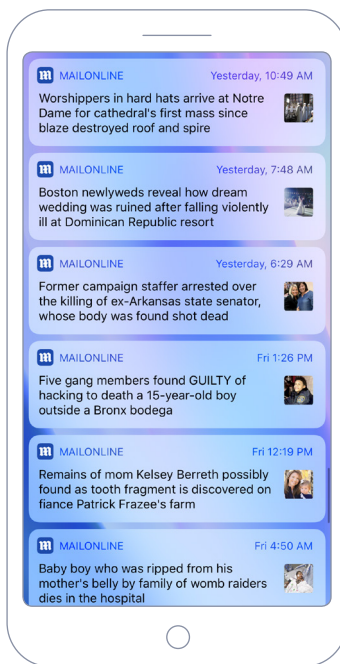 MAILONLINE Yesterday, 10:49 AM
Worshippers in hard hats arrive at Notre
Dame for cathedral's first mass since
blaze destroyed roof and spire
MAILONLINE Yesterday, 7:48 AM
Boston newlyweds reveal how dream
wedding was ruined after falling violently
ill at Dominican Republic resort
MAILONLINE Yesterday, 6:29 AM
Former campaign staffer arrested over
the killing of ex-Arkansas state senator,
whose body was found shot dead
MAILONLINE Fri 1:26 PM
Five gang members found GUILTY of
hacking to death a 15-year-old boy
outside a Bronx bodega
MAILONLINE Fri 12:19 PM
Remains of mom Kelsey Berreth possibly
found as tooth fragment is discovered on
fiance Patrick Frazee's farm
MAILONLINE Fri 4:50 AM
Baby boy who was ripped from his
mother's belly by family of womb raiders
dies in the hospital